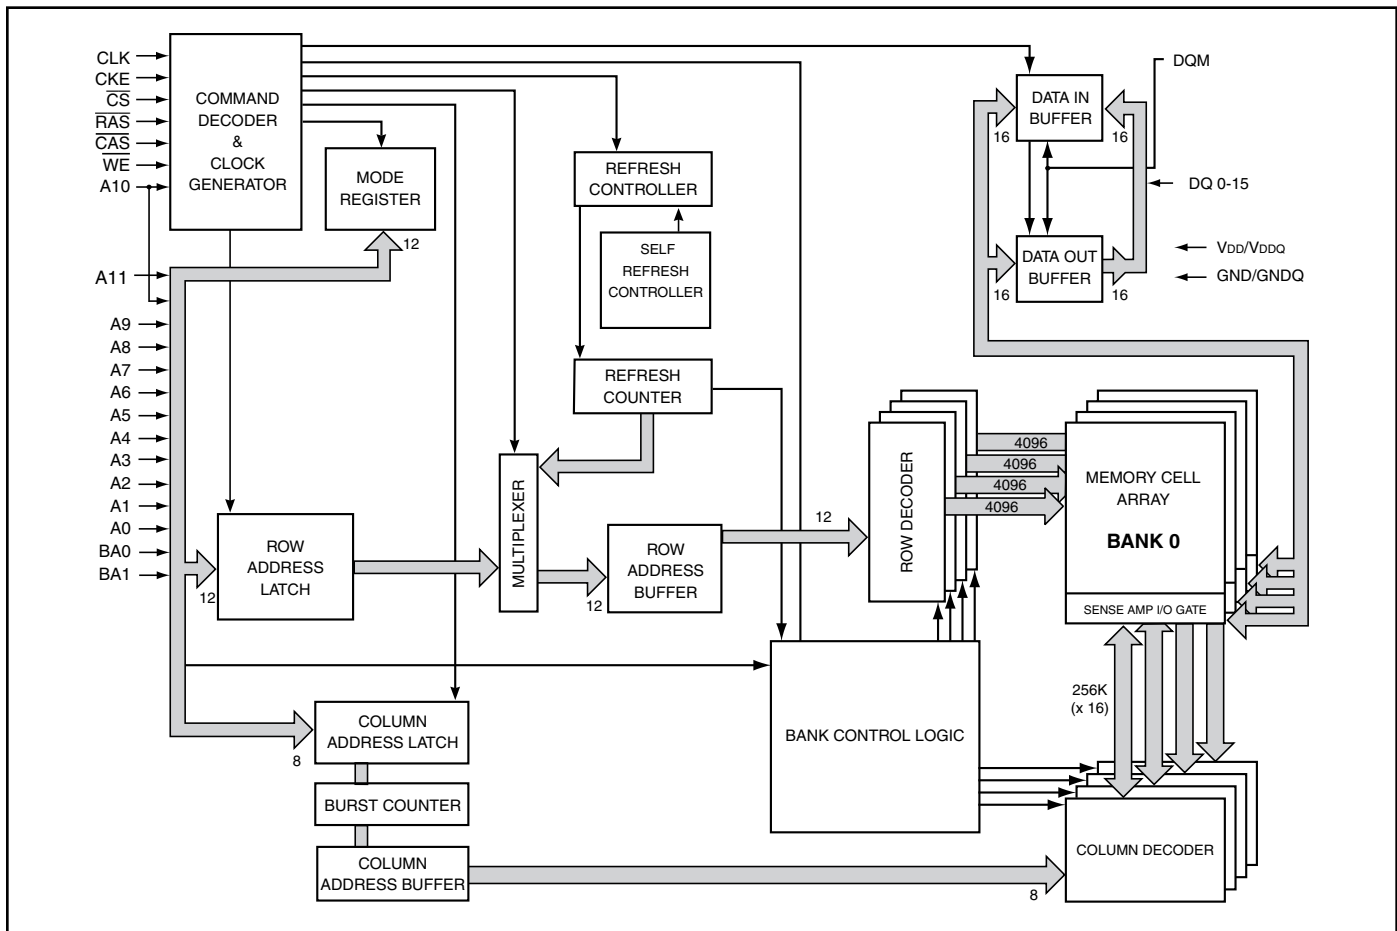 CLK
CKE
CS
RAS
CAS
WE
A10
A11
A9
A8
A7
A6
A5
A4
A3
A2
A1
A0
BA0
BA1
COMMAND
DECODER
&
CLOCK
GENERATOR
MODE
REGISTER
12
REFRESH
CONTROLLER
SELF
REFRESH
CONTROLLER
REFRESH
COUNTER
DATA IN
BUFFER
16
16
DQM
DQ 0-15
DATA OUT
BUFFER
16
16
VDD/VDDQ
GND/GNDQ
ROW
ADDRESS
LATCH
12
MULTIPLEXER
12
ROW
ADDRESS
BUFFER
12
ROW DECODER
4096
4096
4096
4096
MEMORY CELL
ARRAY
BANK 0
SENSE AMP I/O GATE
256K
(x 16)
BANK CONTROL LOGIC
COLUMN
ADDRESS LATCH
8
BURST COUNTER
COLUMN
ADDRESS BUFFER
8
COLUMN DECODER